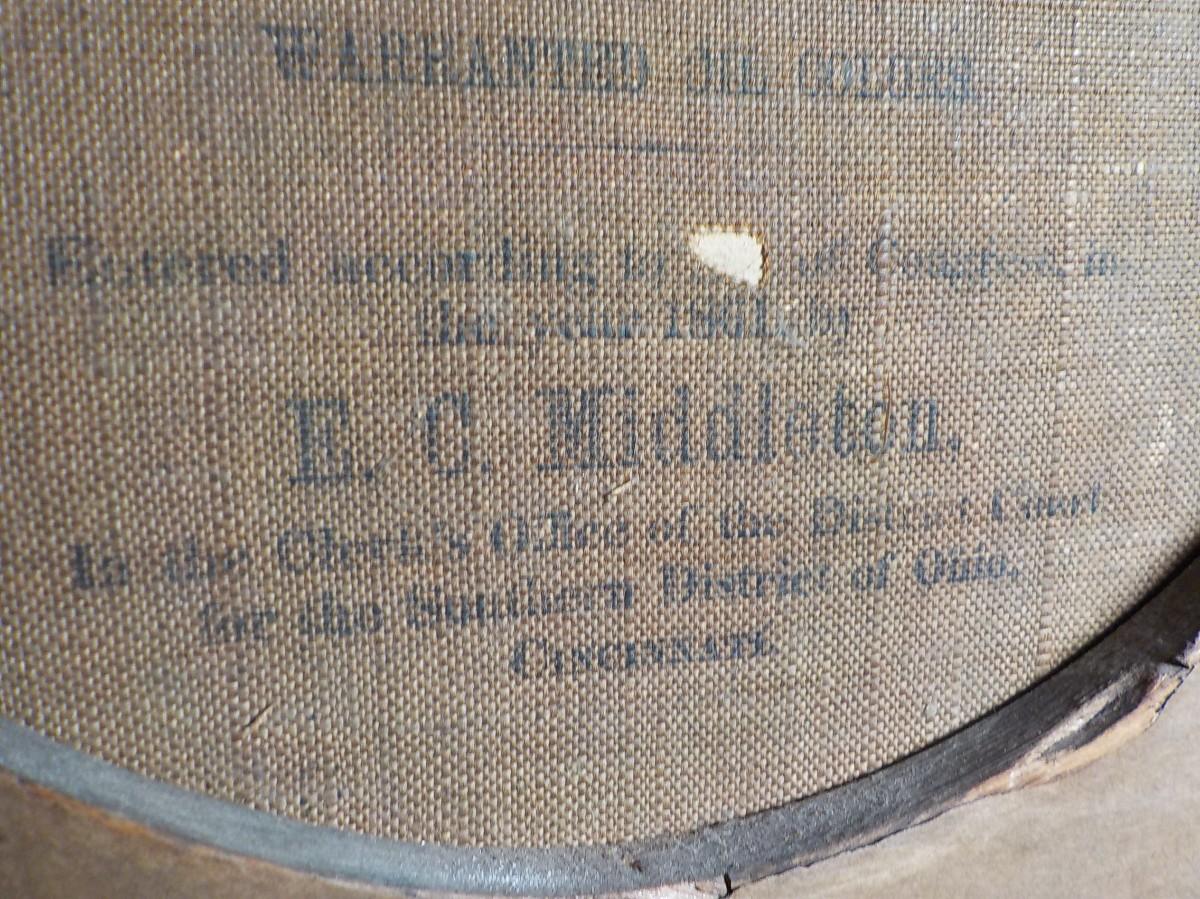 WARRANTED OIL COLORS
Entered according to of Congress, in
the year 1861, by
E. C. Middleton,
In the Clerk's Office of the District Court
for the Southern District of Ohio.
CINCINNATI.